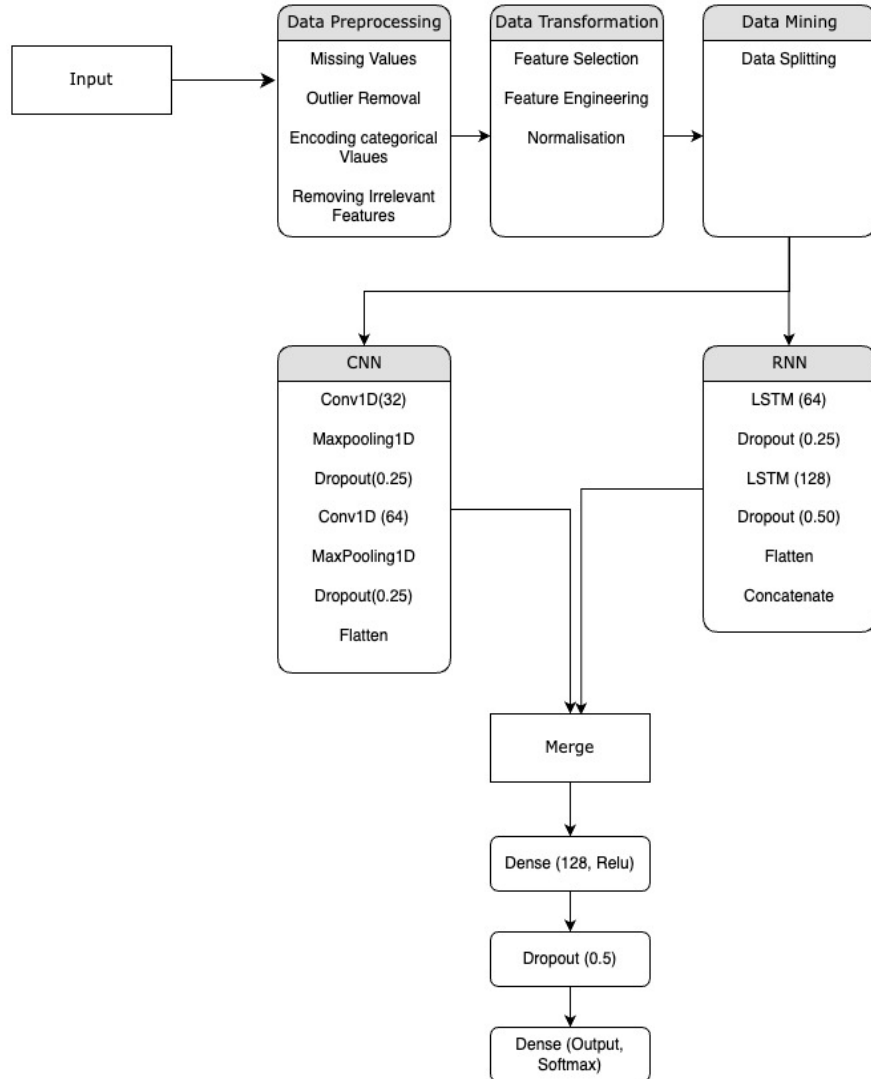 Input
Data Preprocessing
Missing Values
Outlier Removal
Encoding categorical
Vlaues
Removing Irrelevant
Features
Data Transformation
Feature Selection
Feature Engineering
Normalisation
Data Mining
Data Splitting
CNN
Conv1D(32)
Maxpooling1D
Dropout(0.25)
Conv1D (64)
MaxPooling1D
Dropout(0.25)
Flatten
RNN
LSTM (64)
Dropout (0.25)
LSTM (128)
Dropout (0.50)
Flatten
Concatenate
Merge
Dense (128, Relu)
Dropout (0.5)
Dense (Output,
Softmax)